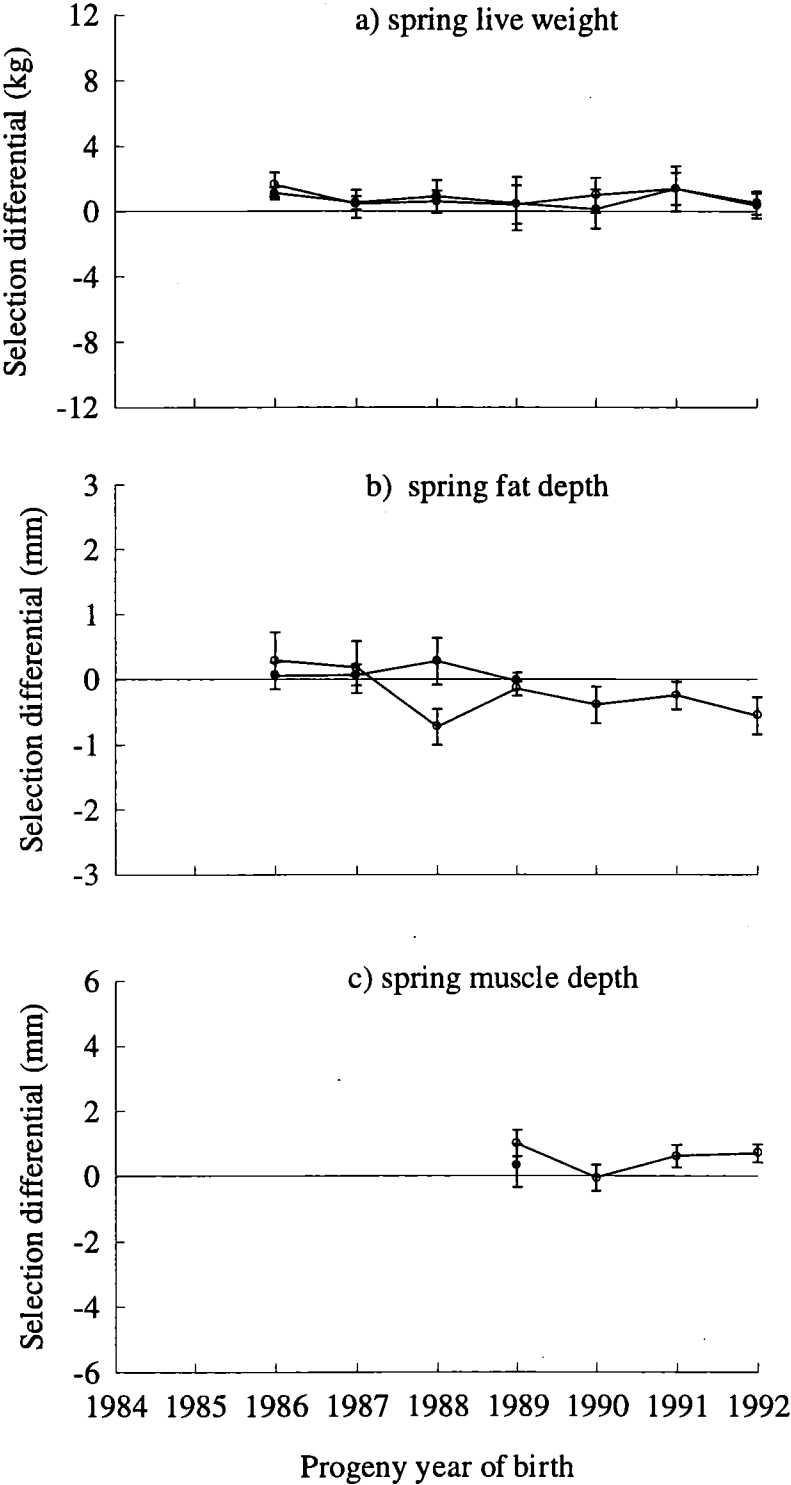 a) spring live weight
Selection differential (kg)
12
8
4
0
-4
-8
-12
b) spring fat depth
Selection differential (mm)
3
2
1
0
-1
-2
-3
c) spring muscle depth
Selection differential (mm)
6
4
2
0
-2
-4
-6
1984 1985 1986 1987 1988 1989 1990 1991 1992
Progeny year of birth